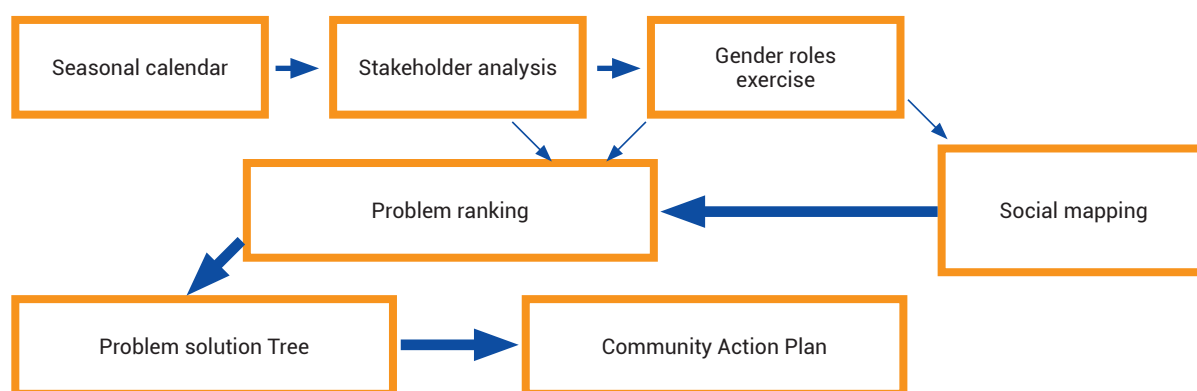 Seasonal calendar
Stakeholder analysis
Gender roles
exercise
Problem ranking
Social mapping
Problem solution Tree
Community Action Plan